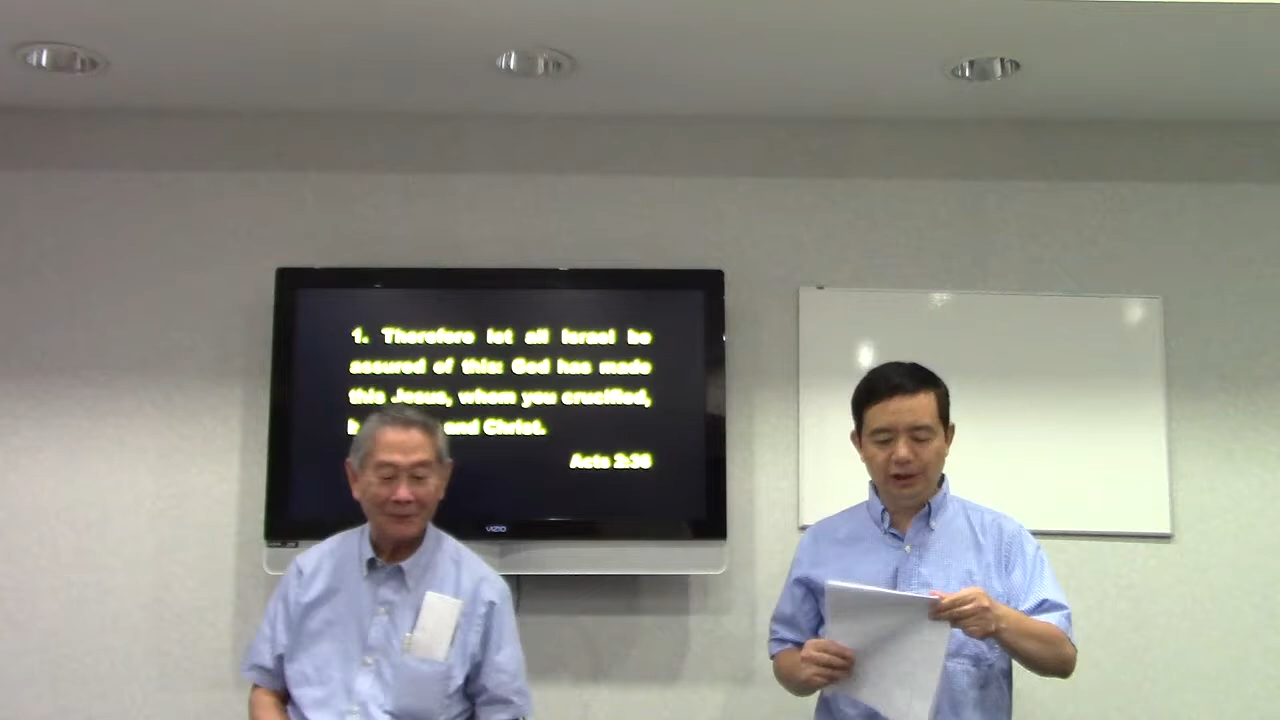 1. Therefore let all Israel be
assured of this: God has made
this Jesus, whom you crucified,
and Christ.
Acts 2:36
VIZIO